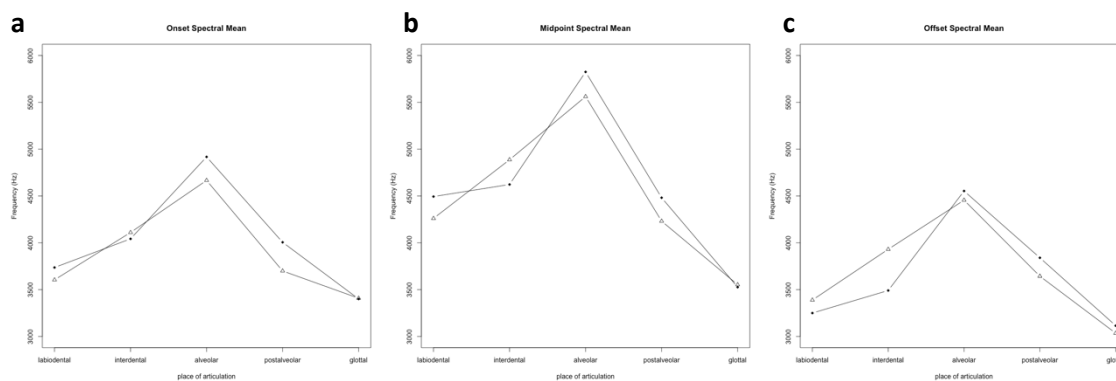 a
Onset Spectral Mean
Frequency (Hz)
6000
5500
5000
4500
4000
3500
3000
labiodental interdental alveolar postalveolar glottal
place of articulation
b
Midpoint Spectral Mean
Frequency (Hz)
6000
5500
5000
4500
4000
3500
3000
labiodental interdental alveolar postalveolar glottal
place of articulation
c
Offset Spectral Mean
Frequency (Hz)
6000
5500
5000
4500
4000
3500
3000
labiodental interdental alveolar postalveolar glottal
place of articulation